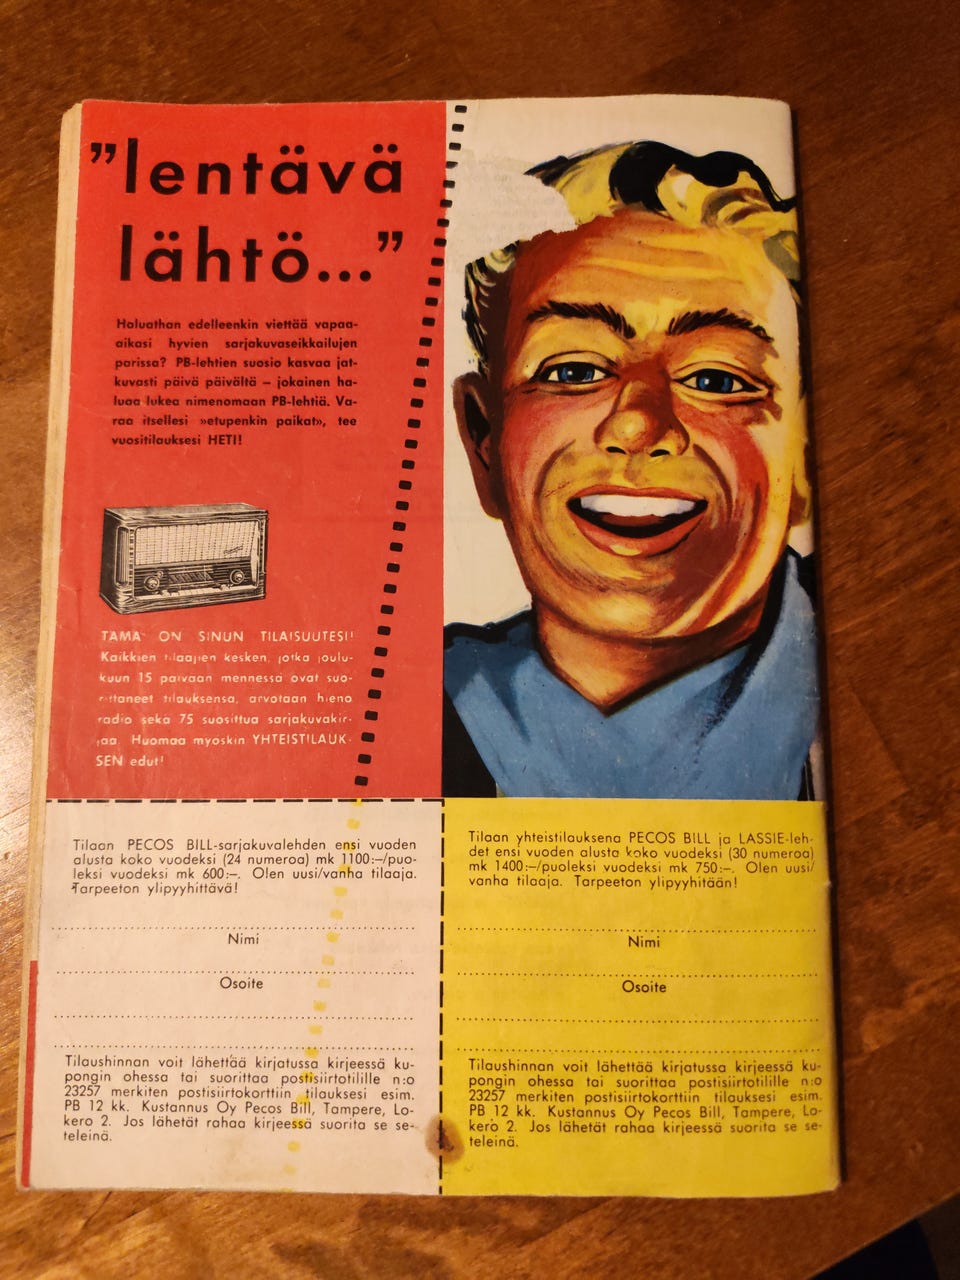 ”lentävä
lähtö...”
Haluathan edelleenkin viettää vapaa-
aikasi hyvien sarjakuvaseikkailujen
parissa? PB-lehtien suosio kasvaa jat-
kuvasti päivä päivältä – jokainen ha-
luaa lukea nimenomaan PB-lehtiä. Va-
raa itsellesi »etupenkin paikat», tee
vuositilauksesi HETI!
TÄMÄ ON SINUN TILAISUUTESI!
Kaikkien tilaajien kesken, jotka joulu-
kuun 15 päivään mennessä ovat suo-
rittaneet tilauksensa, arvotaan hieno
radio sekä 75 suosittua sarjakuvakir-
jaa. Huomaa myöskin YHTEISTILAUK-
SEN edut!
Tilaan PECOS BILL-sarjakuvalehden ensi vuoden
alusta koko vuodeksi (24 numeroa) mk 1100:–/puo-
leksi vuodeksi mk 600:–. Olen uusi/vanha tilaaja.
Tarpeeton ylipyyhittävä!
Nimi
Osoite
Tilaushinnan voit lähettää kirjatussa kirjeessä ku-
pongin ohessa tai suorittaa postisiirtotilille n:o
23257 merkiten postisiirtokorttiin tilauksesi esim.
PB 12 kk. Kustannus Oy Pecos Bill, Tampere, Lo-
kero 2. Jos lähetät rahaa kirjeessä suorita se se-
teleinä.
Tilaan yhteistilauksena PECOS BILL ja LASSIE-leh-
det ensi vuoden alusta koko vuodeksi (30 numeroa)
mk 1400:–/puoleksi vuodeksi mk 750:–. Olen uusi/
vanha tilaaja. Tarpeeton ylipyyhitään!
Nimi
Osoite
Tilaushinnan voit lähettää kirjatussa kirjeessä ku-
pongin ohessa tai suorittaa postisiirtotilille n:o
23257 merkiten postisiirtokorttiin tilauksesi esim.
PB 12 kk. Kustannus Oy Pecos Bill, Tampere, Lo-
kero 2. Jos lähetät rahaa kirjeessä suorita se se-
teleinä.